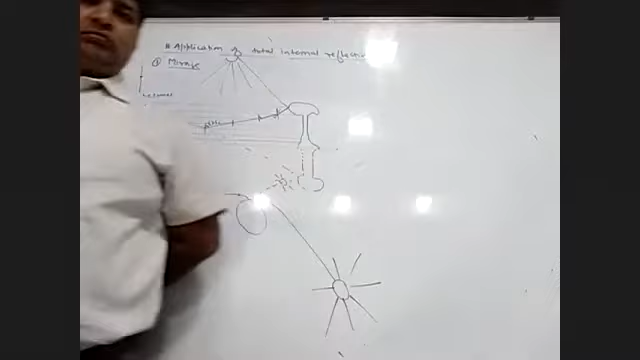 # Application of total internal reflection
① Mirage